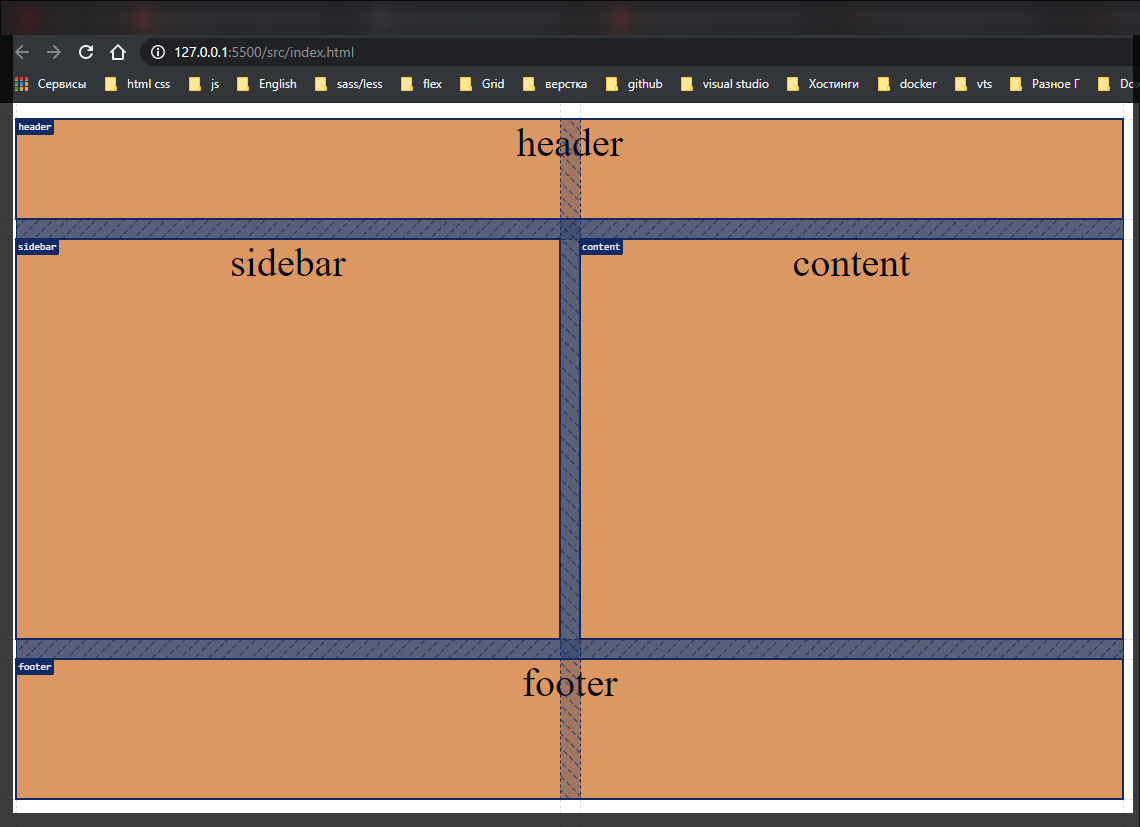 127.0.0.1:5500/src/index.html
Сервисы html css js English sass/less flex Grid верстка github visual studio Хостинги docker vts Разное Г
header
header
sidebar content
sidebar content
footer
footer